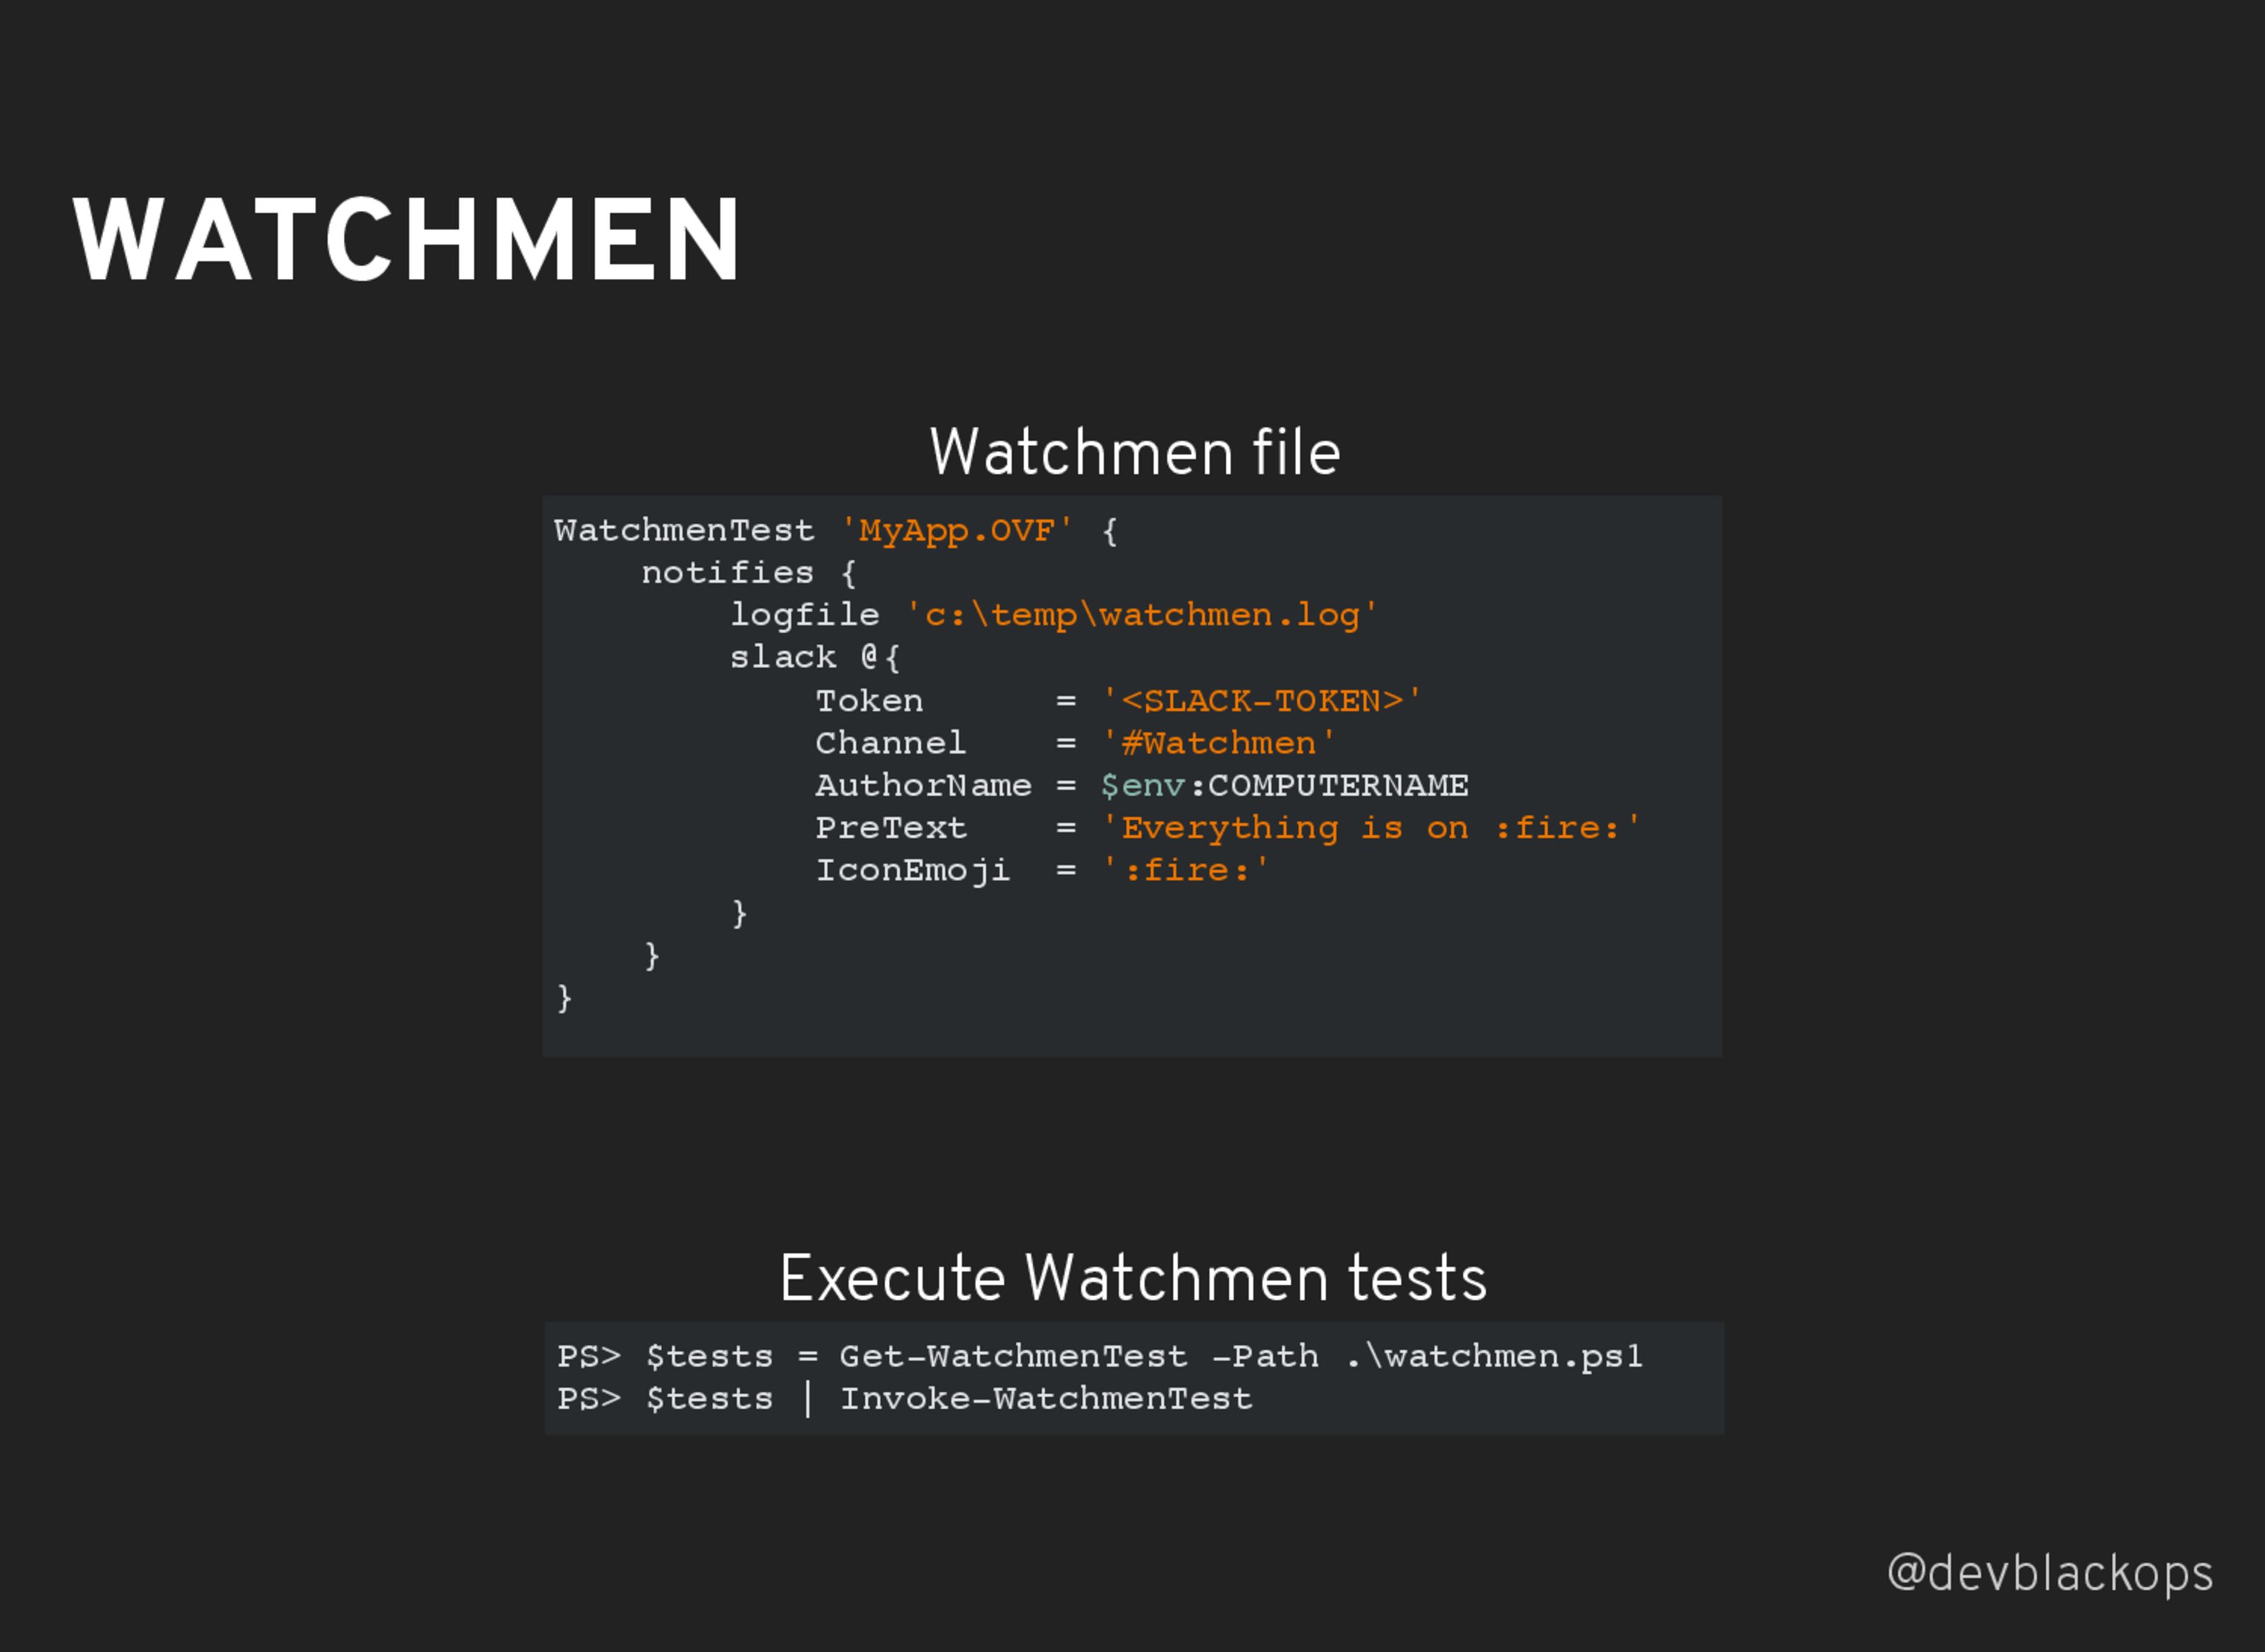 WATCHMEN
Watchmen file
WatchmenTest 'MyApp.OVF' {
    notifies {
        logfile 'c:\temp\watchmen.log'
        slack @{
            Token      = '<SLACK-TOKEN>'
            Channel    = '#Watchmen'
            AuthorName = $env:COMPUTERNAME
            PreText    = 'Everything is on :fire:'
            IconEmoji  = ':fire:'
        }
    }
}
Execute Watchmen tests
PS> $tests = Get-WatchmenTest -Path .\watchmen.ps1
PS> $tests | Invoke-WatchmenTest
@devblackops